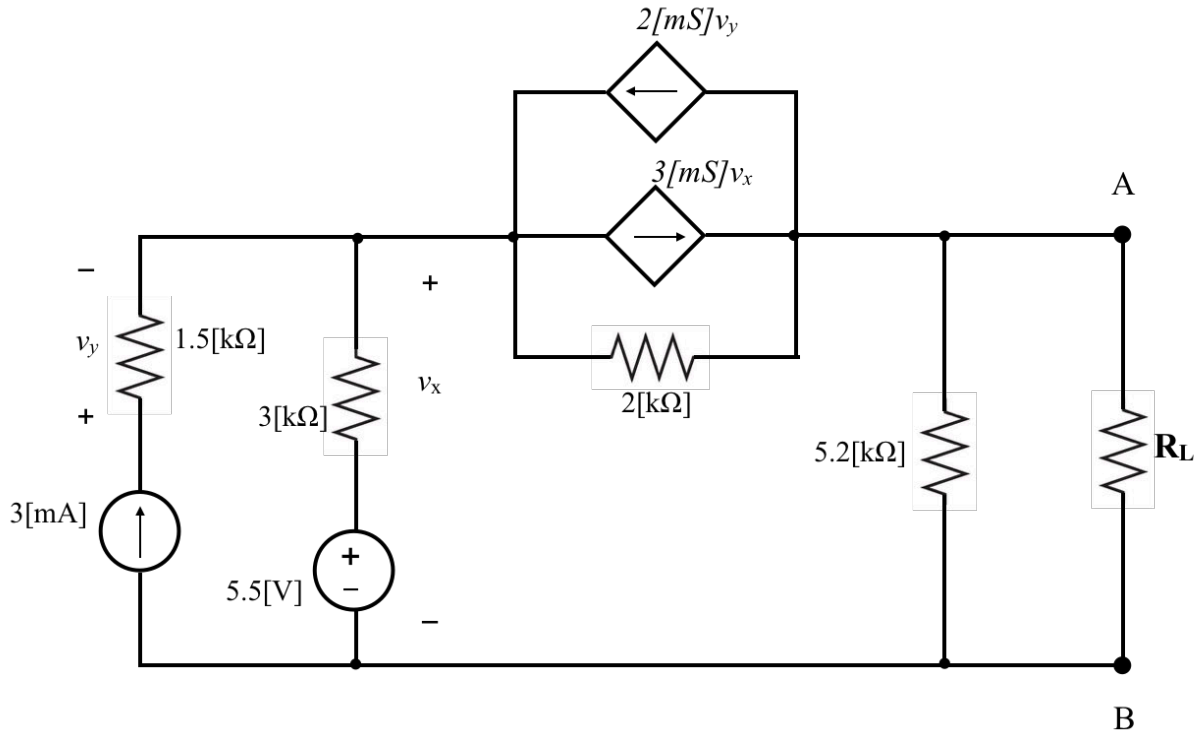 2[mS]vy
3[mS]vx
A
−
+
vy
1.5[kΩ]
+
3[kΩ]
vx
2[kΩ]
5.2[kΩ]
RL
3[mA]
+
−
5.5[V]
−
B